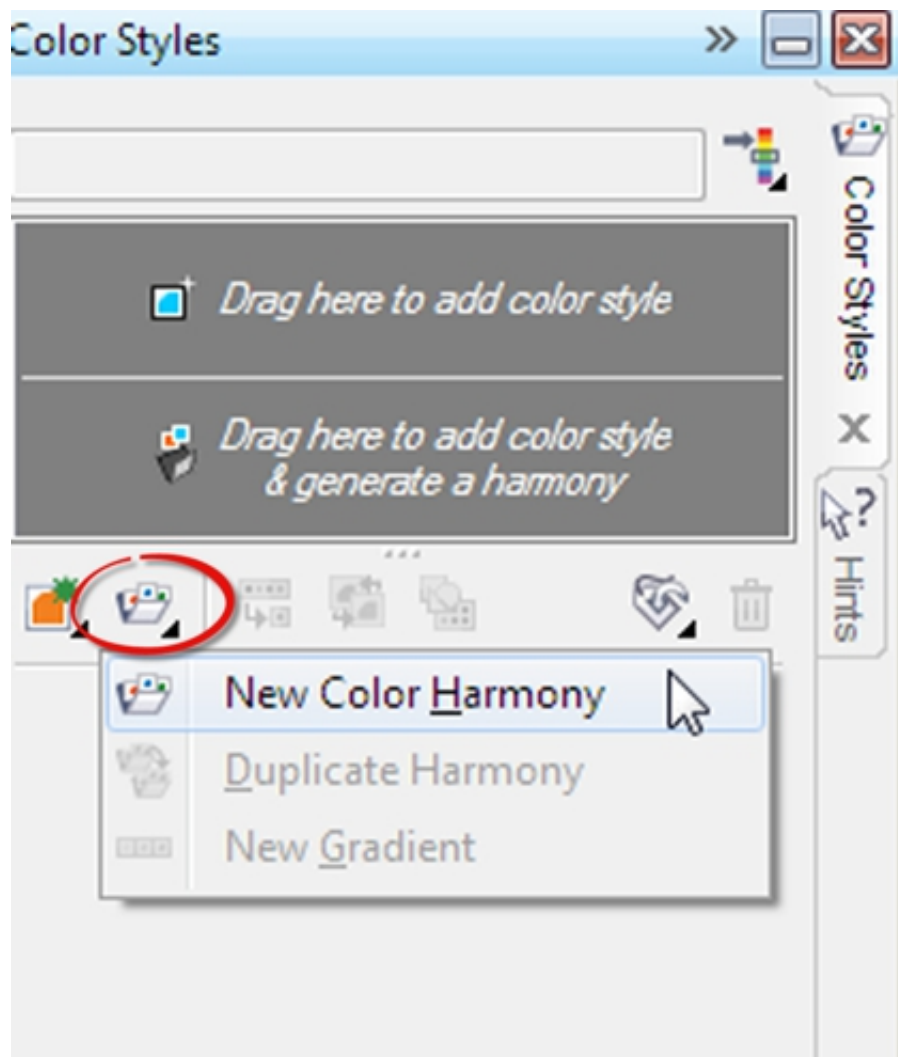 Color Styles
Drag here to add color style
Drag here to add color style
& generate a harmony
New Color Harmony
Duplicate Harmony
New Gradient
Color Styles
Hints